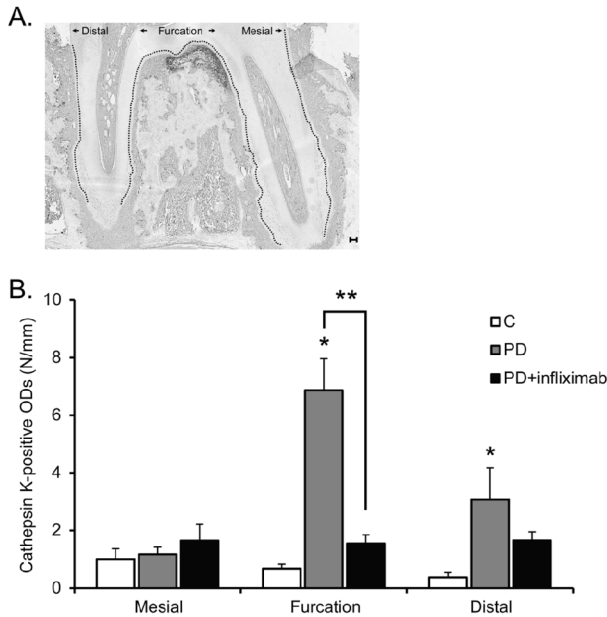 A.
← Distal ← Furcation → Mesial →
B.
Cathepsin K-positive ODs (N/mm)
10
8
6
4
2
0
**
*
*
C
PD
PD+infliximab
Mesial Furcation Distal